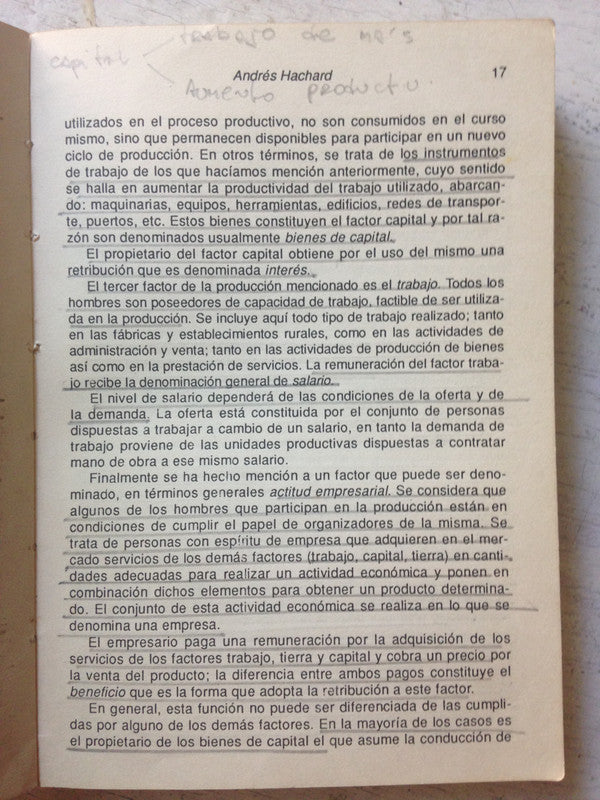 trabajo de
capital
Andrés Hachard
17
Aumento productiv.
utilizados en el proceso productivo, no son consumidos en el curso
mismo, sino que permanecen disponibles para participar en un nuevo
ciclo de producción. En otros términos, se trata de los instrumentos
de trabajo de los que hacíamos mención anteriormente, cuyo sentido
se halla en aumentar la productividad del trabajo utilizado, abarcan-
do: maquinarias, equipos, herramientas, edificios, redes de transpor-
te, puertos, etc. Estos bienes constituyen el factor capital y por tal ra-
zón son denominados usualmente bienes de capital.
El propietario del factor capital obtiene por el uso del mismo una
retribución que es denominada interés.
El tercer factor de la producción mencionado es el trabajo. Todos los
hombres son poseedores de capacidad de trabajo, factible de ser utiliza-
da en la producción. Se incluye aquí todo tipo de trabajo realizado; tanto
en las fábricas y establecimientos rurales, como en las actividades de
administración y venta; tanto en las actividades de producción de bienes
así como en la prestación de servicios. La remuneración del factor traba-
jo recibe la denominación general de salario.
El nivel de salario dependerá de las condiciones de la oferta y de
la demanda. La oferta está constituida por el conjunto de personas
dispuestas a trabajar a cambio de un salario, en tanto la demanda de
trabajo proviene de las unidades productivas dispuestas a contratar
mano de obra a ese mismo salario.
Finalmente se ha hecho mención a un factor que puede ser deno-
minado, en términos generales actitud empresarial. Se considera que
algunos de los hombres que participan en la producción están en
condiciones de cumplir el papel de organizadores de la misma. Se
trata de personas con espíritu de empresa que adquieren en el mer-
cado servicios de los demás factores (trabajo, capital, tierra) en canti-
dades adecuadas para realizar un actividad económica y ponen en
combinación dichos elementos para obtener un producto determina-
do. El conjunto de esta actividad económica se realiza en lo que se
denomina una empresa.
El empresario paga una remuneración por la adquisición de los
servicios de los factores trabajo, tierra y capital y cobra un precio por
la venta del producto; la diferencia entre ambos pagos constituye el
beneficio que es la forma que adopta la retribución a este factor.
En general, esta función no puede ser diferenciada de las cumpli-
das por alguno de los demás factores. En la mayoría de los casos es
el propietario de los bienes de capital el que asume la conducción de